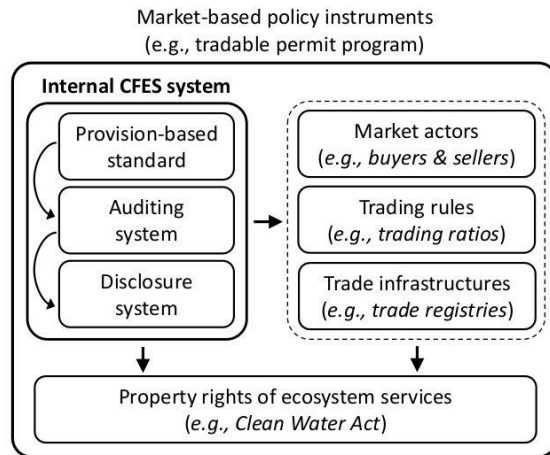 Market-based policy instruments
(e.g., tradable permit program)
Internal CFES system
Provision-based
standard
Auditing
system
Disclosure
system
Market actors
(e.g., buyers & sellers)
Trading rules
(e.g., trading ratios)
Trade infrastructures
(e.g., trade registries)
Property rights of ecosystem services
(e.g., Clean Water Act)